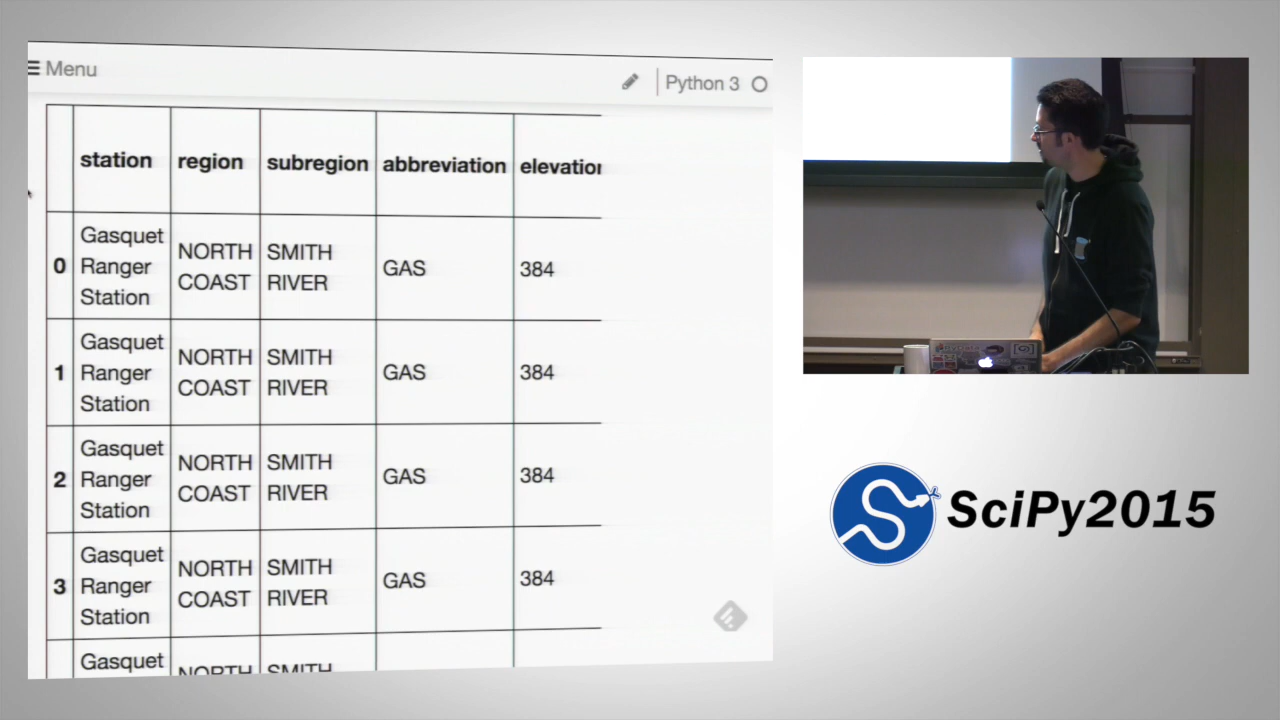 Menu
Python 3
station region subregion abbreviation elevation
0 Gasquet Ranger Station NORTH COAST SMITH RIVER GAS 384
1 Gasquet Ranger Station NORTH COAST SMITH RIVER GAS 384
2 Gasquet Ranger Station NORTH COAST SMITH RIVER GAS 384
3 Gasquet Ranger Station NORTH COAST SMITH RIVER GAS 384
Gasquet NORTH SMITH
SciPy2015